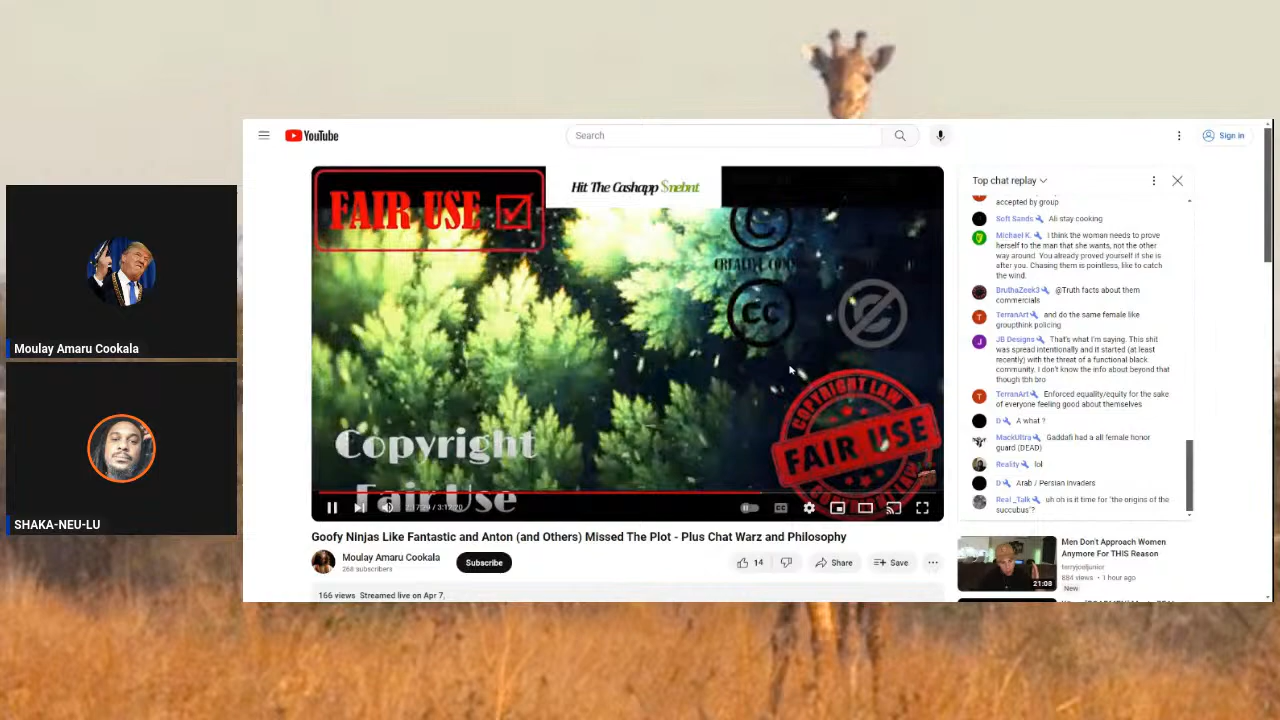 YouTube
Search
Sign in
FAIR USE
Hit The Cashapp $nebnt
CC
Copyright
Fair Use
COPYRIGHT LAW
FAIR USE
3:12:20
Goofy Ninjas Like Fantastic and Anton (and Others) Missed The Plot - Plus Chat Warz and Philosophy
Moulay Amaru Cookala
268 subscribers
Subscribe
14
Share
Save
166 views Streamed live on Apr 7,
Top chat replay
accepted by group
Soft Sands Ali stay cooking
Michael K. I think the woman needs to prove
herself to the man that she wants, not the other
way around. You already proved yourself if she is
after you. Chasing them is pointless, like to catch
the wind.
BruthaZeek3 @Truth facts about them
commercials
TerranArt and do the same female like
groupthink policing
JB Designs That's what I'm saying. This shit
was spread intentionally and it started (at least
recently) with the threat of a functional black
community. I don't know the info about beyond that
though tbh bro
TerranArt Enforced equality/equity for the sake
of everyone feeling good about themselves
D A what ?
MackUltra Gaddafi had a all female honor
guard (DEAD)
Reality lol
D Arab / Persian invaders
Real _Talk uh oh is it time for "the origins of the
succubus"?
Men Don't Approach Women
Anymore For THIS Reason
terryjoeljunior
884 views • 1 hour ago
New
21:08
Moulay Amaru Cookala
SHAKA-NEU-LU